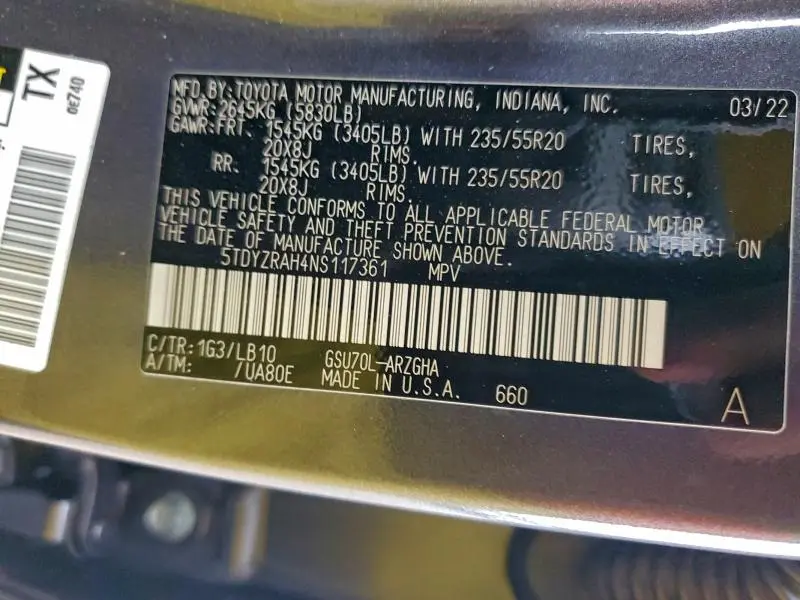 TX
0E740
MFD.BY:TOYOTA MOTOR MANUFACTURING, INDIANA, INC. 03/22
GVWR:2645KG (5830LB)
GAWR:FRT. 1545KG (3405LB) WITH 235/55R20 TIRES,
20X8J RIMS.
RR. 1545KG (3405LB) WITH 235/55R20 TIRES,
20X8J RIMS.
THIS VEHICLE CONFORMS TO ALL APPLICABLE FEDERAL MOTOR
VEHICLE SAFETY AND THEFT PREVENTION STANDARDS IN EFFECT ON
THE DATE OF MANUFACTURE SHOWN ABOVE.
5TDYZRAH4NS117361 MPV
C/TR:1G3/LB10 GSU70L-ARZGHA
A/TM: /UA80E MADE IN U.S.A. 660
A